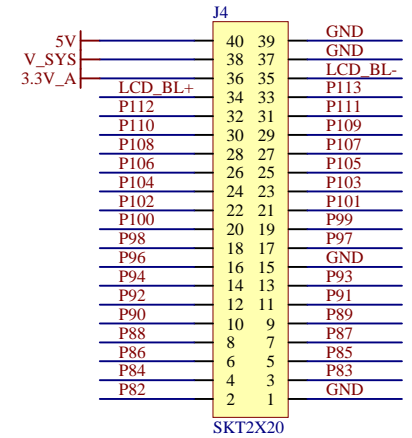 J4
5V 40 39 GND
V_SYS 38 37 GND
3.3V_A 36 35 LCD_BL-
LCD_BL+ 34 33 P113
P112 32 31 P111
P110 30 29 P109
P108 28 27 P107
P106 26 25 P105
P104 24 23 P103
P102 22 21 P101
P100 20 19 P99
P98 18 17 P97
P96 16 15 GND
P94 14 13 P93
P92 12 11 P91
P90 10 9 P89
P88 8 7 P87
P86 6 5 P85
P84 4 3 P83
P82 2 1 GND
SKT2X20